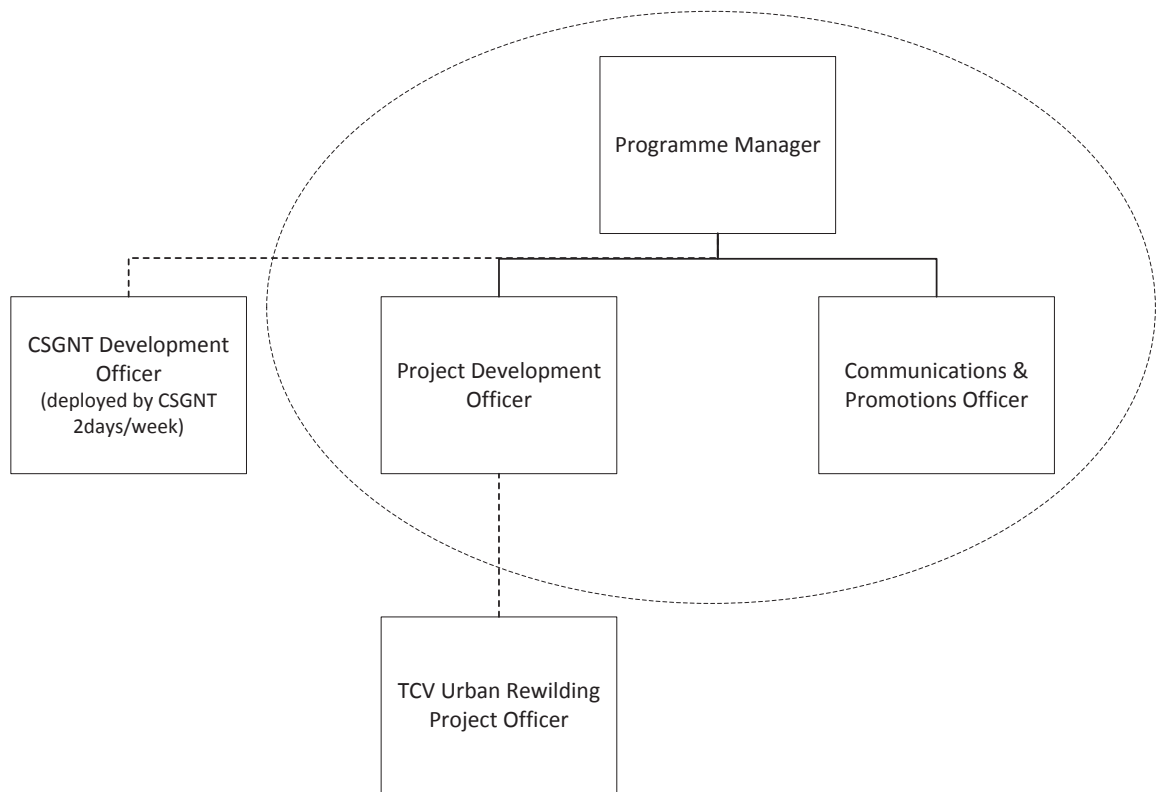 Programme Manager
CSGNT Development
Officer
(deployed by CSGNT
2days/week)
Project Development
Officer
Communications &
Promotions Officer
TCV Urban Rewilding
Project Officer